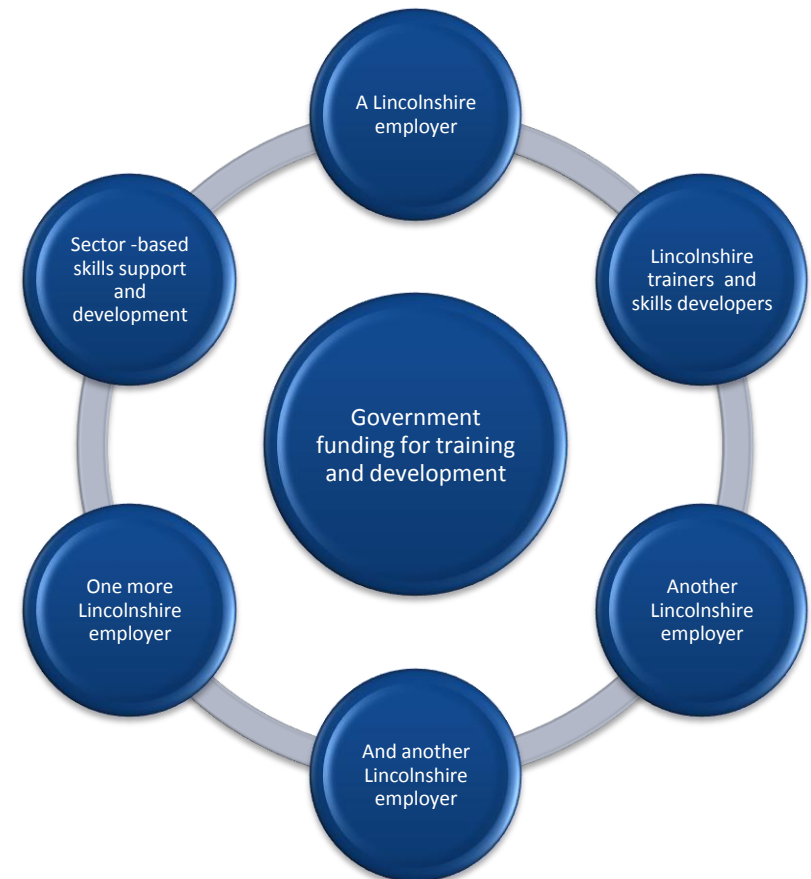 A Lincolnshire
employer
Lincolnshire
trainers  and
skills developers
Another
Lincolnshire
employer
And another
Lincolnshire
employer
One more
Lincolnshire
employer
Sector -based
skills support
and
development
Government
funding for training
and development